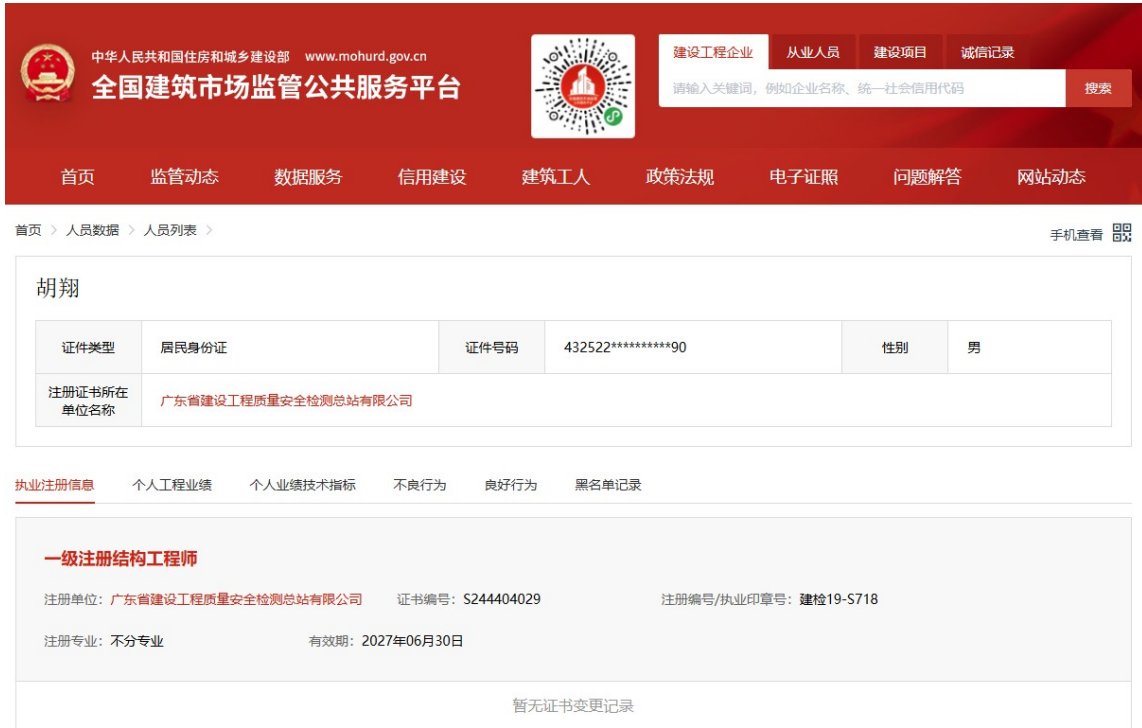 中华人民共和国住房和城乡建设部 www.mohurd.gov.cn
全国建筑市场监管公共服务平台
建设工程企业 从业人员 建设项目 诚信记录
请输入关键词，例如企业名称、统一社会信用代码 搜索
首页 监管动态 数据服务 信用建设 建筑工人 政策法规 电子证照 问题解答 网站动态
首页 > 人员数据 > 人员列表 >
手机查看
胡翔
证件类型 居民身份证 证件号码 432522**********90 性别 男
注册证书所在
单位名称
广东省建设工程质量安全检测总站有限公司
执业注册信息 个人工程业绩 个人业绩技术指标 不良行为 良好行为 黑名单记录
一级注册结构工程师
注册单位：广东省建设工程质量安全检测总站有限公司 证书编号：S244404029 注册编号/执业印章号：建检19-S718
注册专业：不分专业 有效期：2027年06月30日
暂无证书变更记录